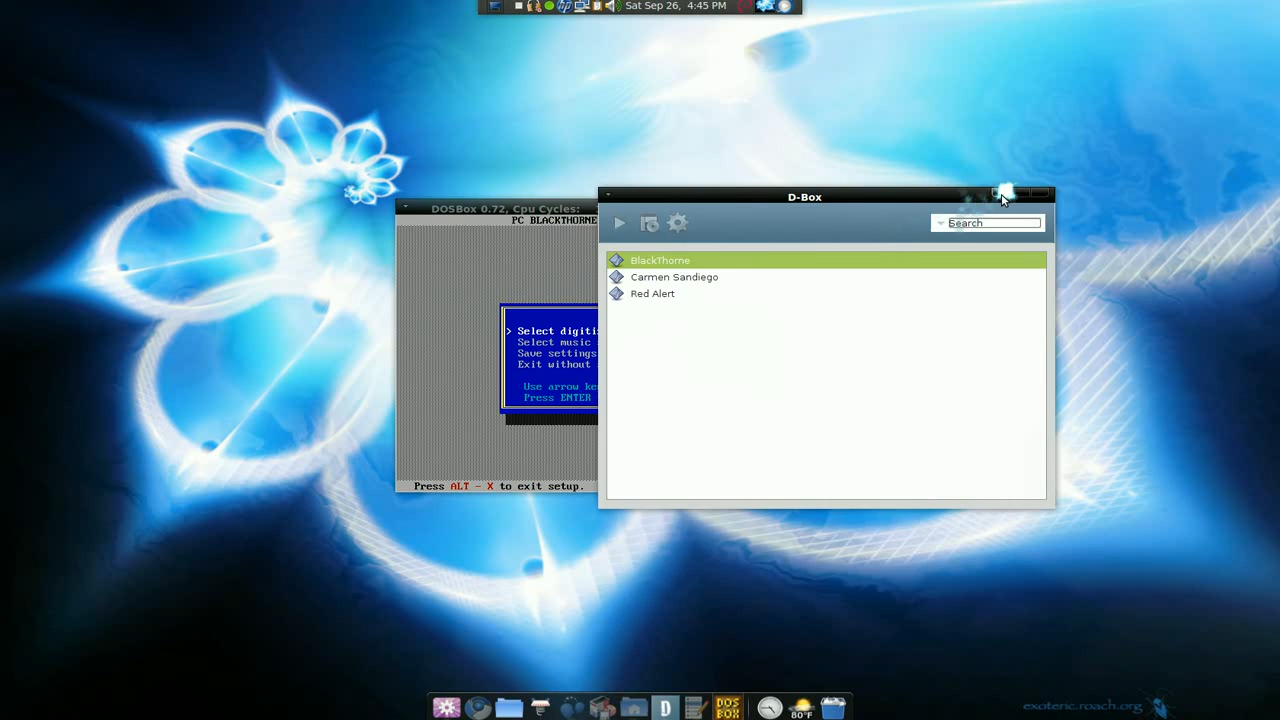 Sat Sep 26, 4:45 PM
D-Box
Search
BlackThorne
Carmen Sandiego
Red Alert
DOSBox 0.72, Cpu Cycles:
PC BLACKTHORNE
> Select digiti
Select music
Save settings
Exit without
Use arrow ke
Press ENTER
Press ALT - X to exit setup.
hp
D
DOS
BOX
80°F
exoteric.roach.org